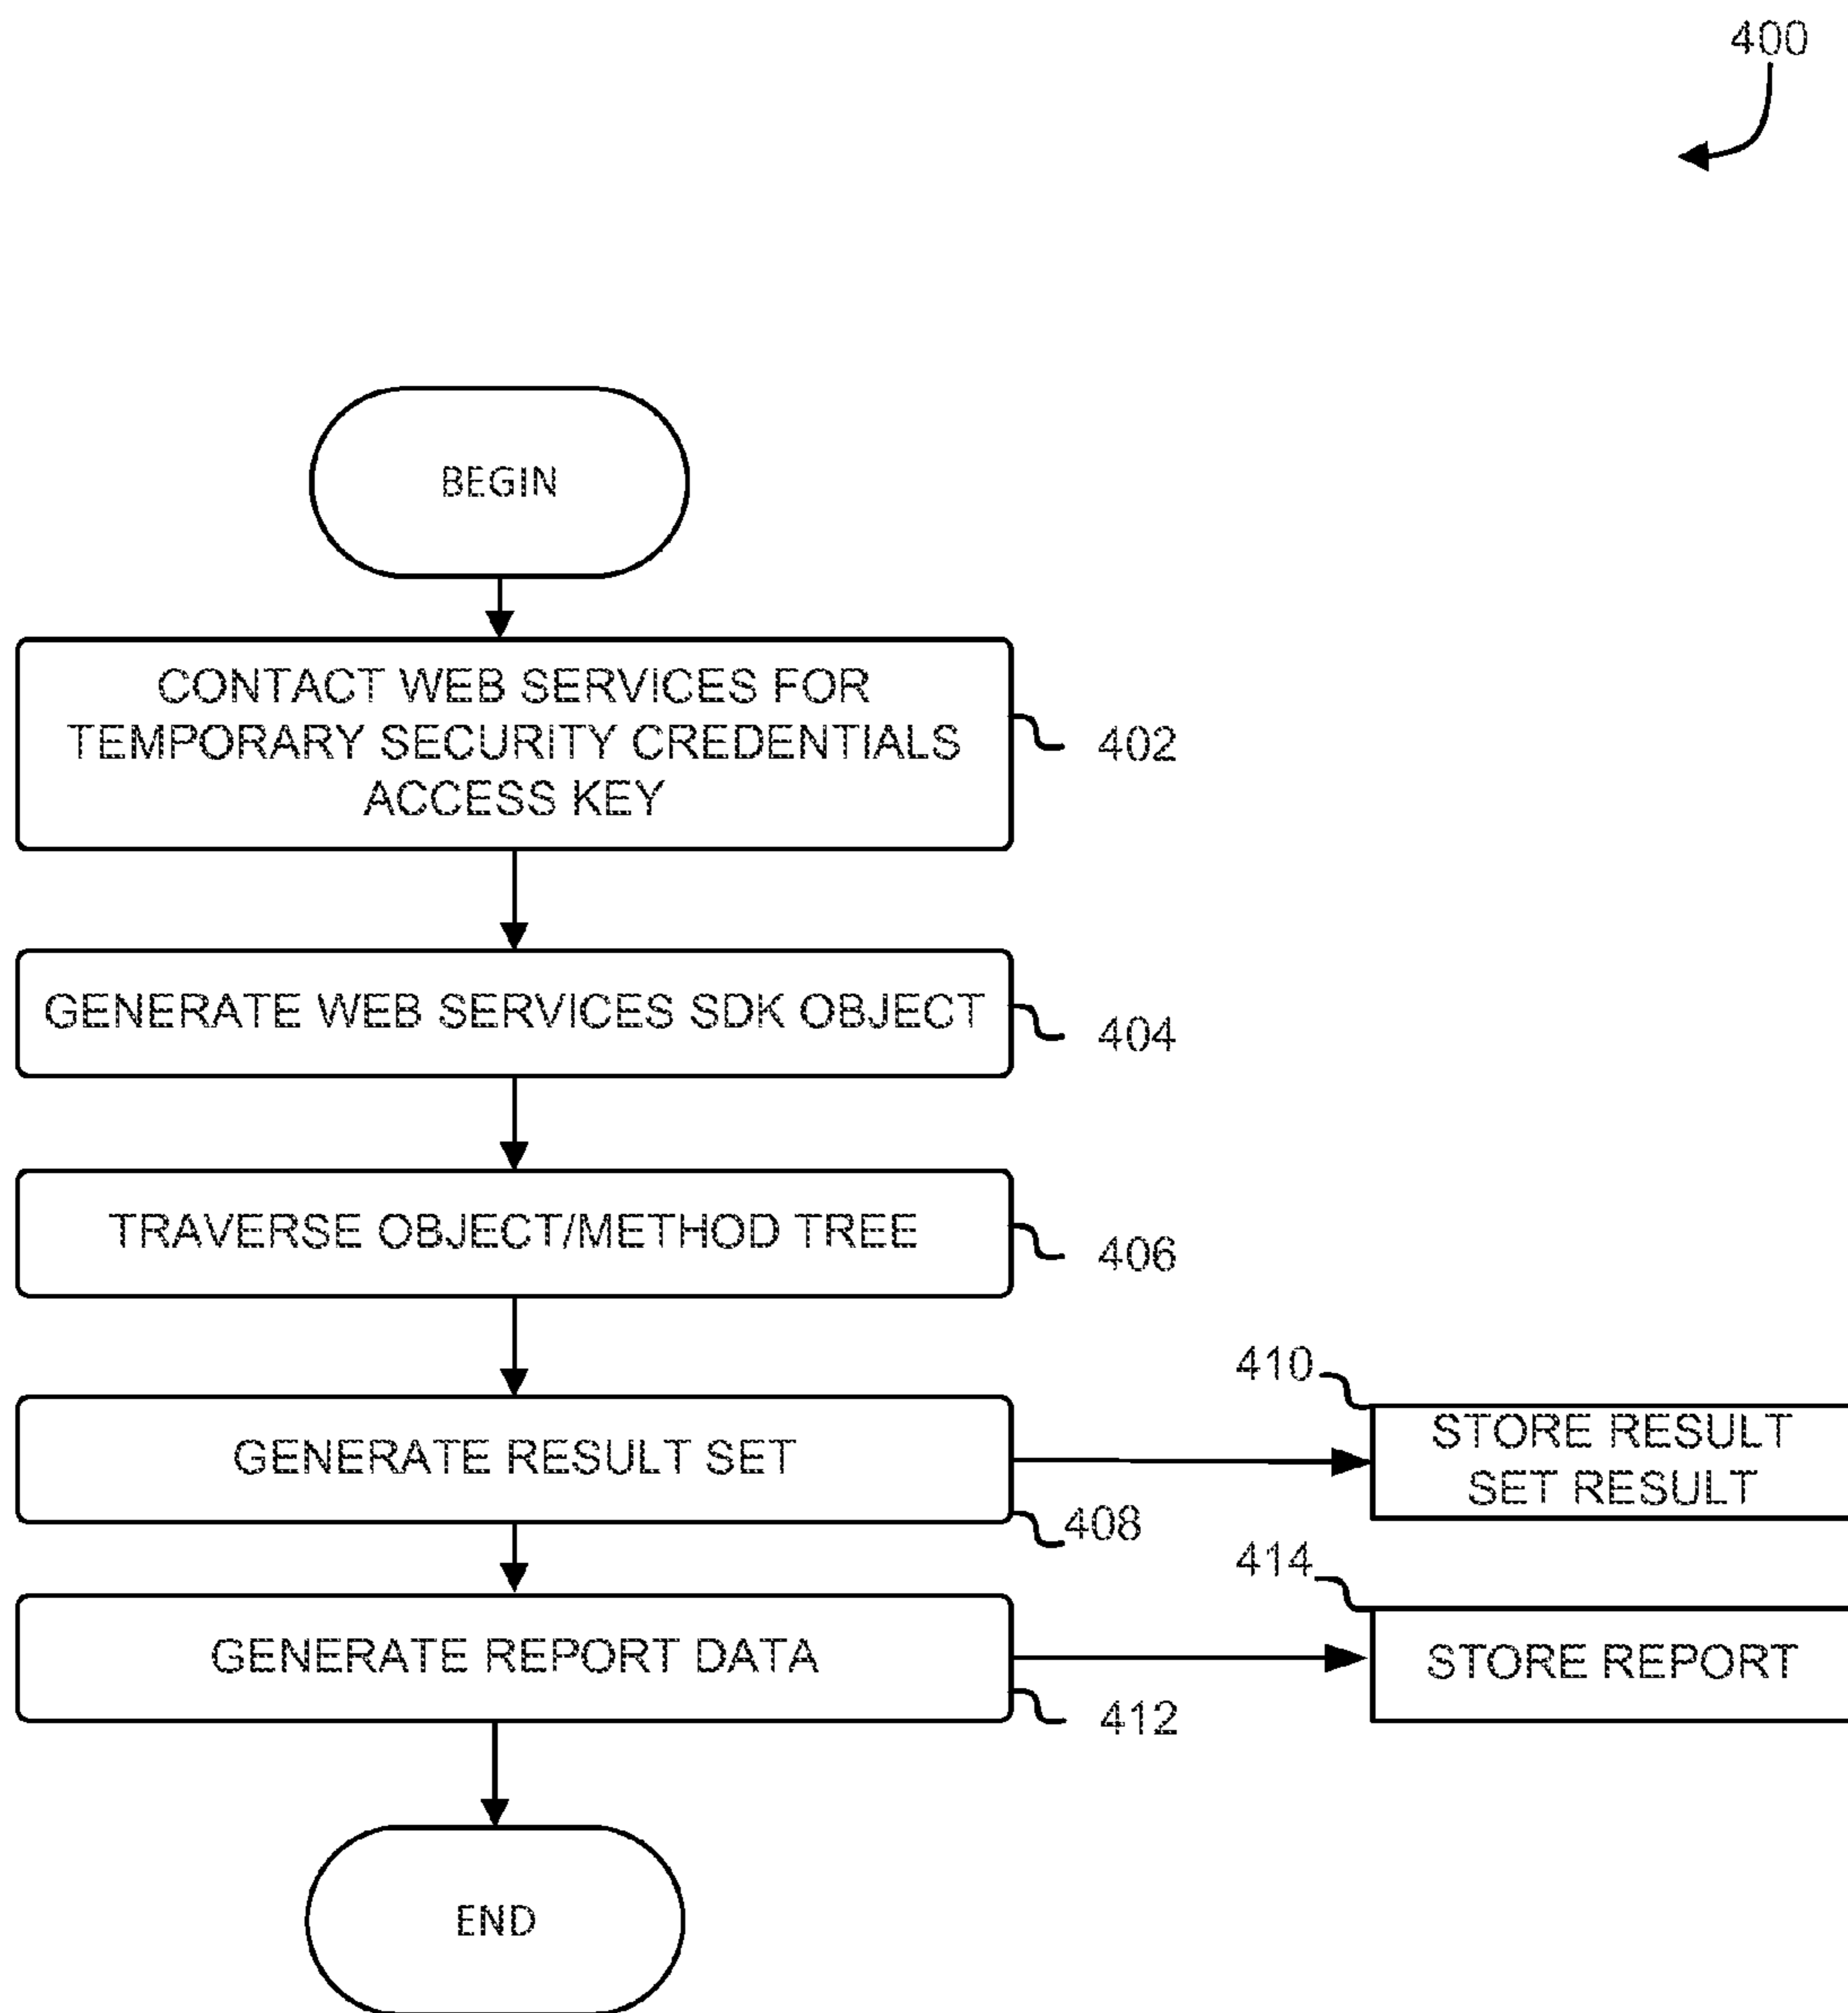 400
BEGIN
CONTACT WEB SERVICES FOR
TEMPORARY SECURITY CREDENTIALS
ACCESS KEY
402
GENERATE WEB SERVICES SDK OBJECT
404
TRAVERSE OBJECT/METHOD TREE
406
GENERATE RESULT SET
408
410
STORE RESULT
SET RESULT
GENERATE REPORT DATA
412
414
STORE REPORT
END